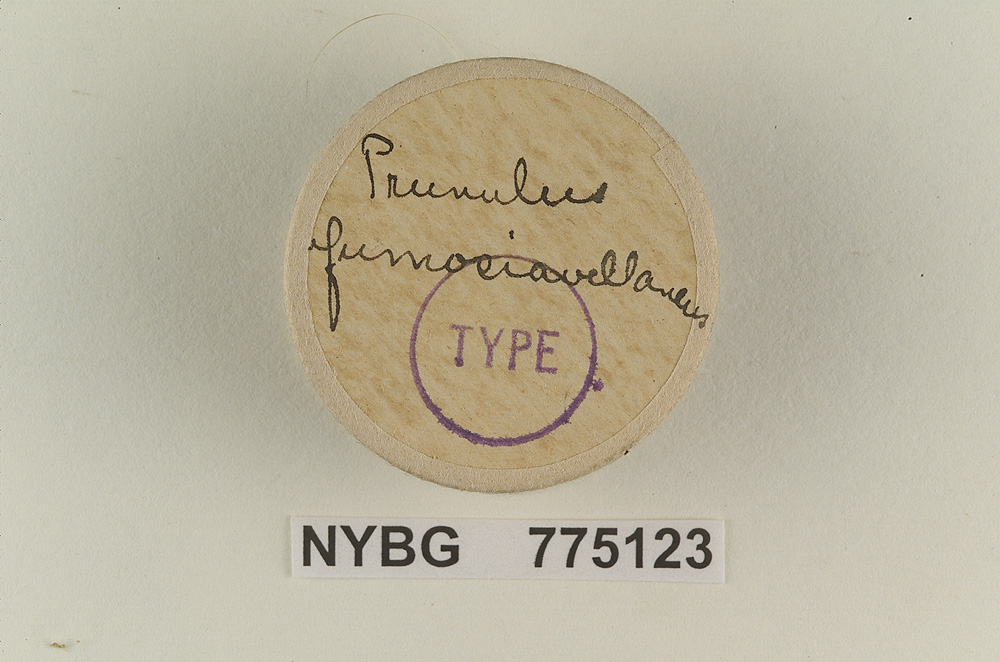 Prunulus
fumosiavellaneus
TYPE
NYBG 775123